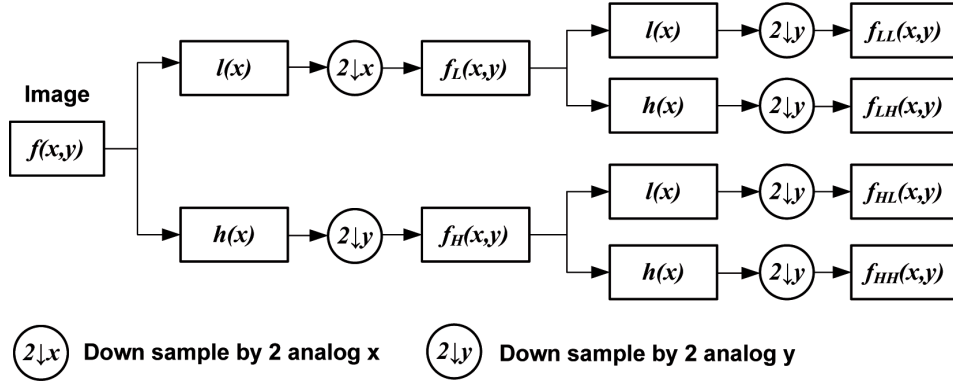 l(x) 2↓y f_LL(x,y)
l(x) 2↓x f_L(x,y)
Image
h(x) 2↓y f_LH(x,y)
f(x,y)
l(x) 2↓y f_HL(x,y)
h(x) 2↓y f_H(x,y)
h(x) 2↓y f_HH(x,y)
2↓x Down sample by 2 analog x
2↓y Down sample by 2 analog y